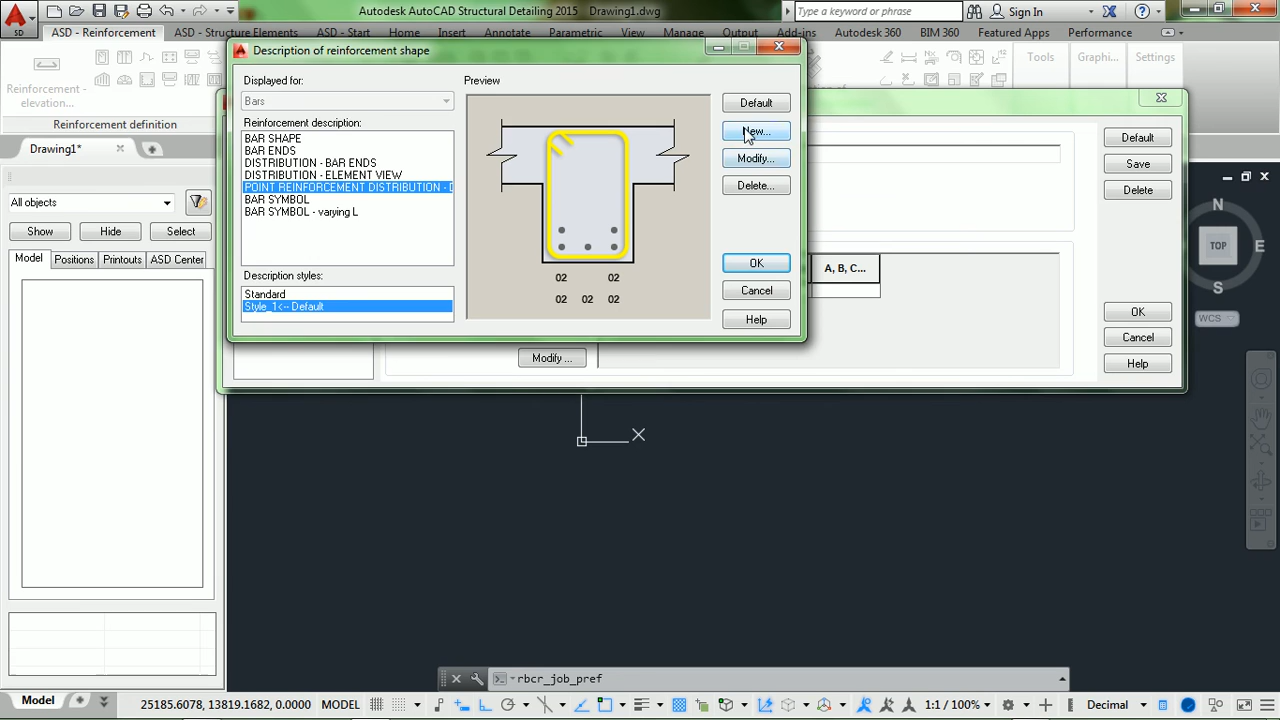 Autodesk AutoCAD Structural Detailing 2015 Drawing1.dwg
Type a keyword or phrase
Sign In
SD
ASD - Reinforcement
ASD - Structure Elements
ASD - Start
Home
Insert
Annotate
Parametric
View
Manage
Output
Add-ins
Autodesk 360
BIM 360
Featured Apps
Performance
Reinforcement -
elevation...
Reinforcement definition
Tools
Graphi...
Settings
Drawing1*
All objects
Show
Hide
Select
Model
Positions
Printouts
ASD Center
Description of reinforcement shape
Displayed for:
Bars
Reinforcement description:
BAR SHAPE
BAR ENDS
DISTRIBUTION - BAR ENDS
DISTRIBUTION - ELEMENT VIEW
POINT REINFORCEMENT DISTRIBUTION - D
BAR SYMBOL
BAR SYMBOL - varying L
Description styles:
Standard
Style_1<-- Default
Preview
02 02
02 02 02
Default
New...
Modify...
Delete...
OK
Cancel
Help
A, B, C...
Modify ...
Default
Save
Delete
OK
Cancel
Help
N
W
TOP
E
S
WCS
X
rbcr_job_pref
Model
25185.6078, 13819.1682, 0.0000
MODEL
1:1 / 100%
Decimal